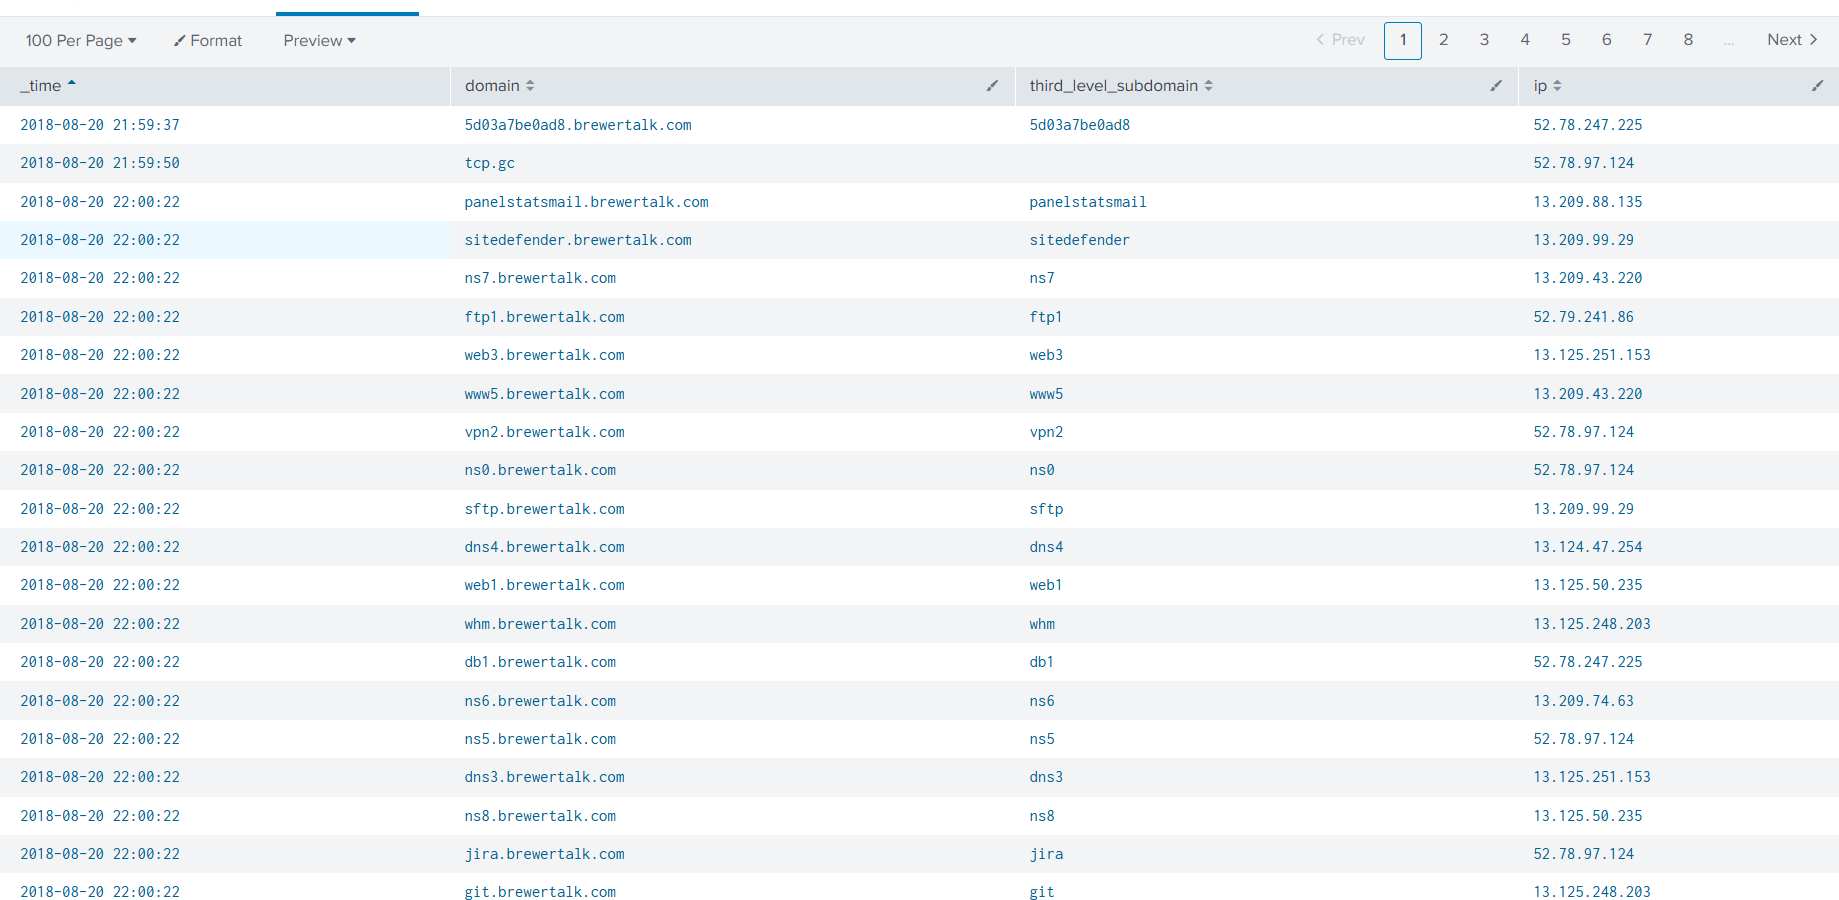 100 Per Page Format Preview Prev 1 2 3 4 5 6 7 8 ... Next
_time domain third_level_subdomain ip
2018-08-20 21:59:37 5d03a7be0ad8.brewertalk.com 5d03a7be0ad8 52.78.247.225
2018-08-20 21:59:50 tcp.gc 52.78.97.124
2018-08-20 22:00:22 panelstatsmail.brewertalk.com panelstatsmail 13.209.88.135
2018-08-20 22:00:22 sitedefender.brewertalk.com sitedefender 13.209.99.29
2018-08-20 22:00:22 ns7.brewertalk.com ns7 13.209.43.220
2018-08-20 22:00:22 ftp1.brewertalk.com ftp1 52.79.241.86
2018-08-20 22:00:22 web3.brewertalk.com web3 13.125.251.153
2018-08-20 22:00:22 www5.brewertalk.com www5 13.209.43.220
2018-08-20 22:00:22 vpn2.brewertalk.com vpn2 52.78.97.124
2018-08-20 22:00:22 ns0.brewertalk.com ns0 52.78.97.124
2018-08-20 22:00:22 sftp.brewertalk.com sftp 13.209.99.29
2018-08-20 22:00:22 dns4.brewertalk.com dns4 13.124.47.254
2018-08-20 22:00:22 web1.brewertalk.com web1 13.125.50.235
2018-08-20 22:00:22 whm.brewertalk.com whm 13.125.248.203
2018-08-20 22:00:22 db1.brewertalk.com db1 52.78.247.225
2018-08-20 22:00:22 ns6.brewertalk.com ns6 13.209.74.63
2018-08-20 22:00:22 ns5.brewertalk.com ns5 52.78.97.124
2018-08-20 22:00:22 dns3.brewertalk.com dns3 13.125.251.153
2018-08-20 22:00:22 ns8.brewertalk.com ns8 13.125.50.235
2018-08-20 22:00:22 jira.brewertalk.com jira 52.78.97.124
2018-08-20 22:00:22 git.brewertalk.com git 13.125.248.203